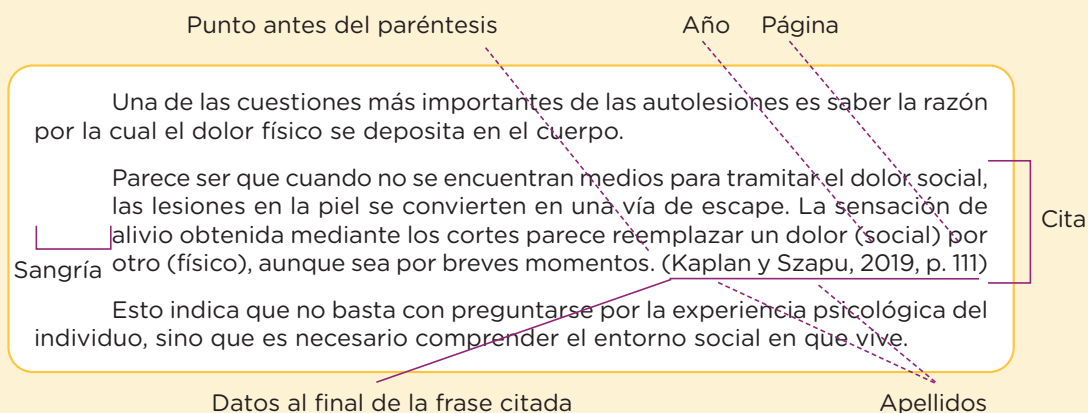 Punto antes del paréntesis Año Página
Una de las cuestiones más importantes de las autolesiones es saber la razón
por la cual el dolor físico se deposita en el cuerpo.
Parece ser que cuando no se encuentran medios para tramitar el dolor social,
las lesiones en la piel se convierten en una vía de escape. La sensación de
alivio obtenida mediante los cortes parece reemplazar un dolor (social) por
otro (físico), aunque sea por breves momentos. (Kaplan y Szapu, 2019, p. 111)
Cita
Sangría
Esto indica que no basta con preguntarse por la experiencia psicológica del
individuo, sino que es necesario comprender el entorno social en que vive.
Datos al final de la frase citada Apellidos